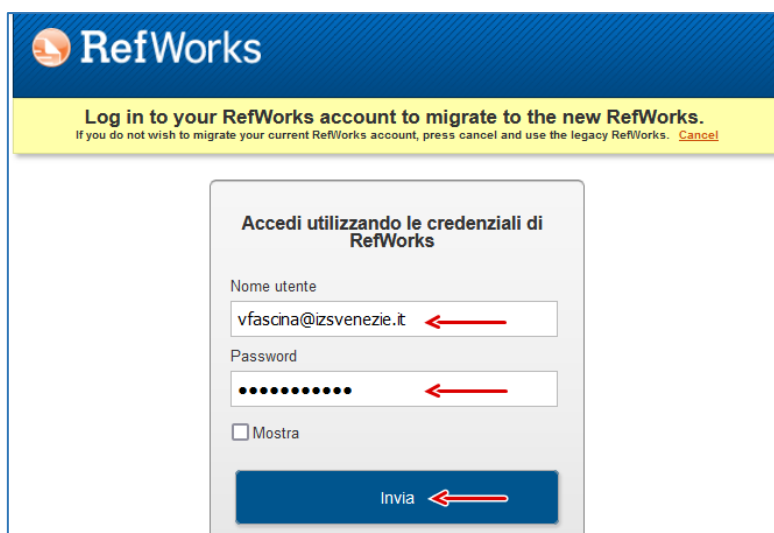 RefWorks
Log in to your RefWorks account to migrate to the new RefWorks.
If you do not wish to migrate your current RefWorks account, press cancel and use the legacy RefWorks. Cancel
Accedi utilizzando le credenziali di
RefWorks
Nome utente
vfascina@izsvenezie.it
Password
•••••••••••
Mostra
Invia